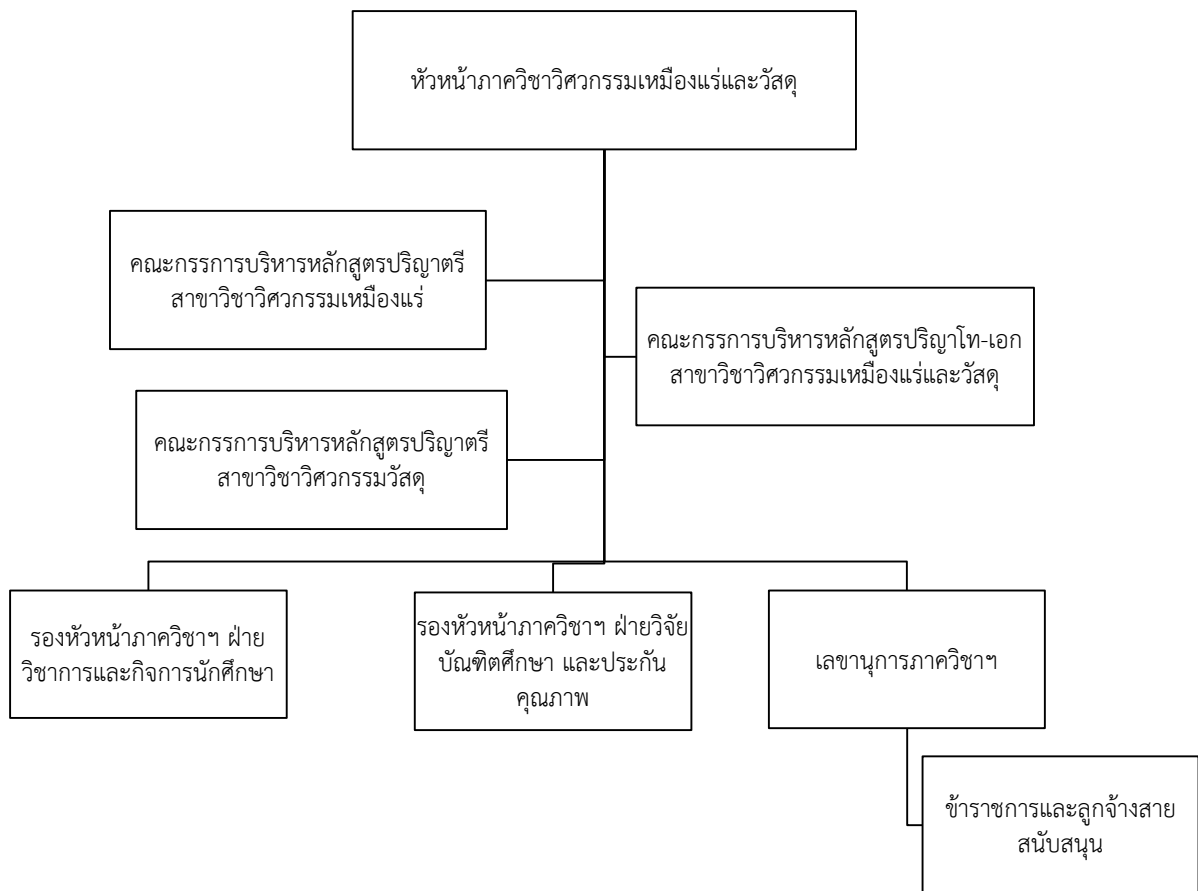 หัวหน้าภาควิชาวิศวกรรมเหมืองแร่และวัสดุ
คณะกรรการบริหารหลักสูตรปริญาตรี
สาขาวิชาวิศวกรรมเหมืองแร่
คณะกรรการบริหารหลักสูตรปริญาโท-เอก
สาขาวิชาวิศวกรรมเหมืองแร่และวัสดุ
คณะกรรการบริหารหลักสูตรปริญาตรี
สาขาวิชาวิศวกรรมวัสดุ
รองหัวหน้าภาควิชาฯ ฝ่าย
วิชาการและกิจการนักศึกษา
รองหัวหน้าภาควิชาฯ ฝ่ายวิจัย
บัณฑิตศึกษา และประกัน
คุณภาพ
เลขานุการภาควิชาฯ
ข้าราชการและลูกจ้างสาย
สนับสนุน